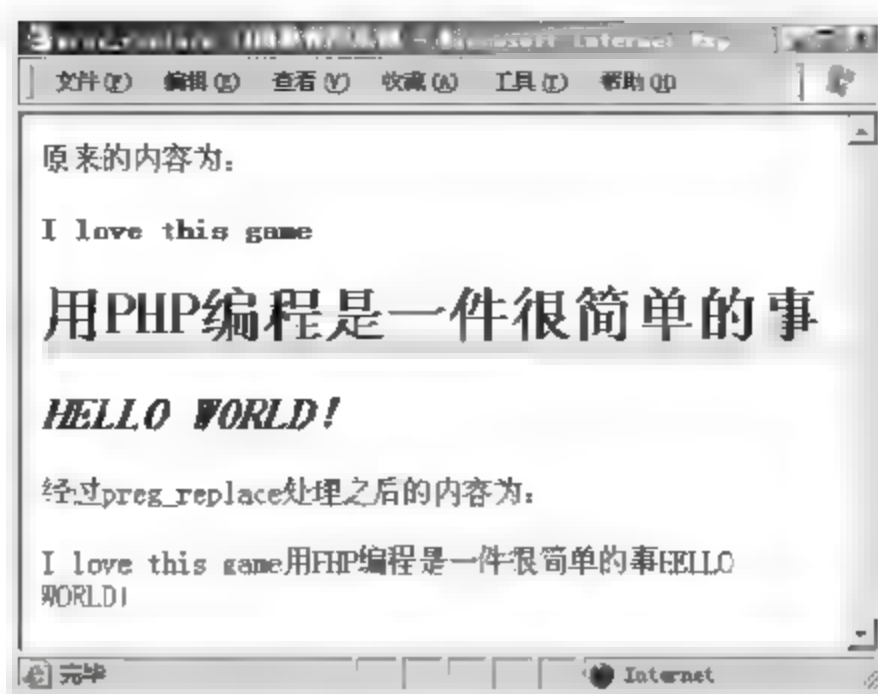 Microsoft Internet Exp
文件(F) 编辑(E) 查看(V) 收藏(A) 工具(T) 帮助(H)
原来的内容为：
I love this game
用PHP编程是一件很简单的事
HELLO WORLD!
经过preg_replace处理之后的内容为：
I love this game用PHP编程是一件很简单的事HELLO
WORLD!
完毕 Internet